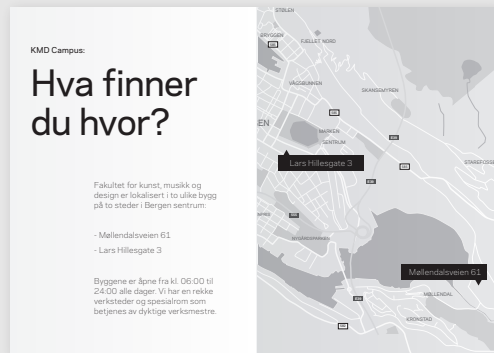 KMD Campus:
Hva finner
du hvor?
Fakultet for kunst, musikk og
design er lokalisert i to ulike bygg
på to steder i Bergen sentrum:
- Møllendalsveien 61
- Lars Hillesgate 3
Byggene er åpne fra kl. 06:00 til
24:00 alle dager. Vi har en rekke
verksteder og spesialrom som
betjenes av dyktige verksmestre.
STØLEN
BRYGGEN
FJELLET NORD
VÅGSBUNNEN
SKANSEMYREN
EN
MARKEN
SENTRUM
Lars Hillesgate 3
STAREFOSSEN
NYGÅRDSPARKEN
Møllendalsveien 61
MØLLENDAL
KRONSTAD